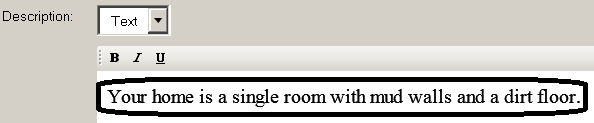 Description: Text
B I U
Your home is a single room with mud walls and a dirt floor.